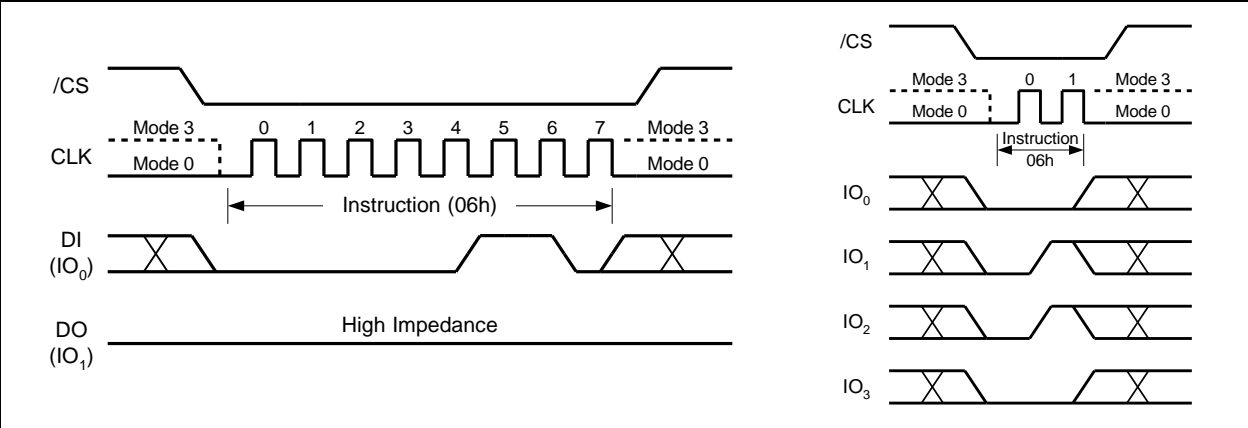 /CS
Mode 3 0 1 2 3 4 5 6 7 Mode 3
CLK
Mode 0 Mode 0
Instruction (06h)
DI
(IO0)
High Impedance
DO
(IO1)
/CS
Mode 3 0 1 Mode 3
CLK
Mode 0 Mode 0
Instruction
06h
IO0
IO1
IO2
IO3